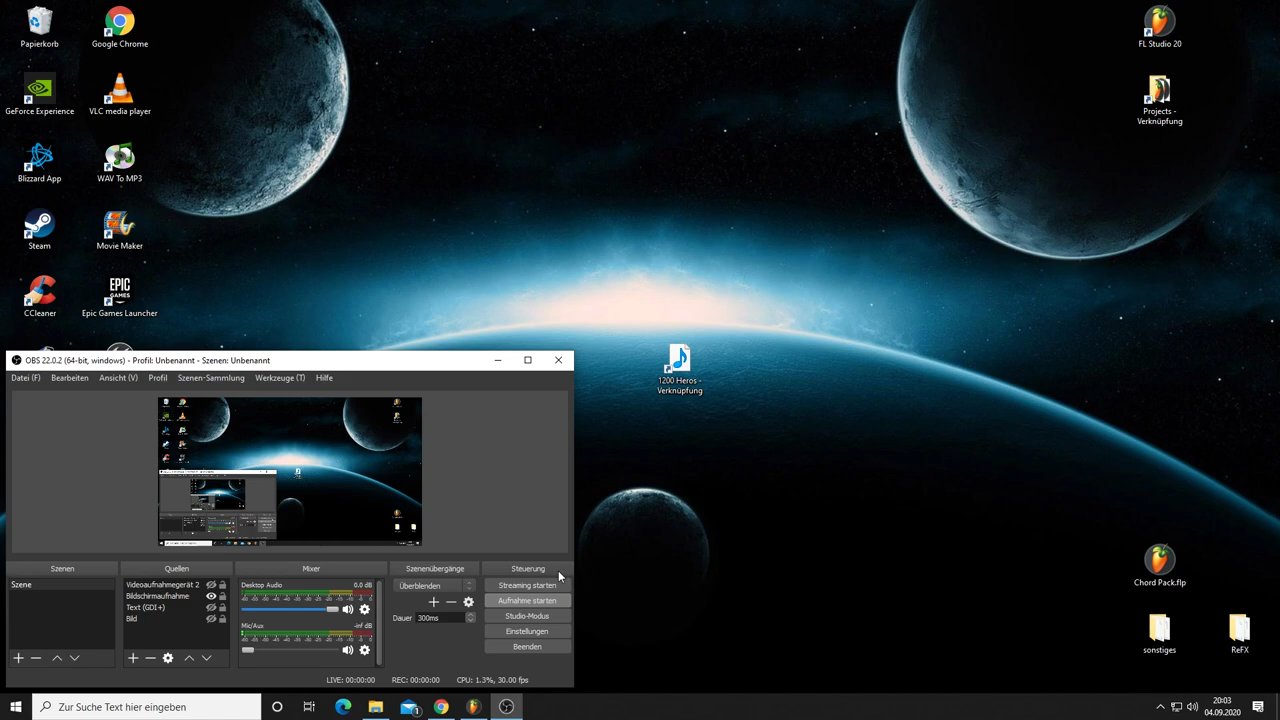 Papierkorb
Google Chrome
FL Studio 20
GeForce Experience
VLC media player
Projects -
Verknüpfung
Blizzard App
WAV To MP3
Steam
Movie Maker
CCleaner
EPIC
GAMES
Epic Games Launcher
1200 Heros -
Verknüpfung
OBS 22.0.2 (64-bit, windows) - Profil: Unbenannt - Szenen: Unbenannt
Datei (F) Bearbeiten Ansicht (V) Profil Szenen-Sammlung Werkzeuge (T) Hilfe
Szenen Quellen Mixer Szenenübergänge Steuerung
Szene
Videoaufnahmegerät 2
Bildschirmaufnahme
Text (GDI+)
Bild
Desktop Audio 0.0 dB
Mic/Aux -inf dB
Überblenden
Dauer 300ms
Streaming starten
Aufnahme starten
Studio-Modus
Einstellungen
Beenden
LIVE: 00:00:00 REC: 00:00:00 CPU: 1.3%, 30.00 fps
Chord Pack.flp
sonstiges
ReFX
Zur Suche Text hier eingeben
1
20:03
04.09.2020